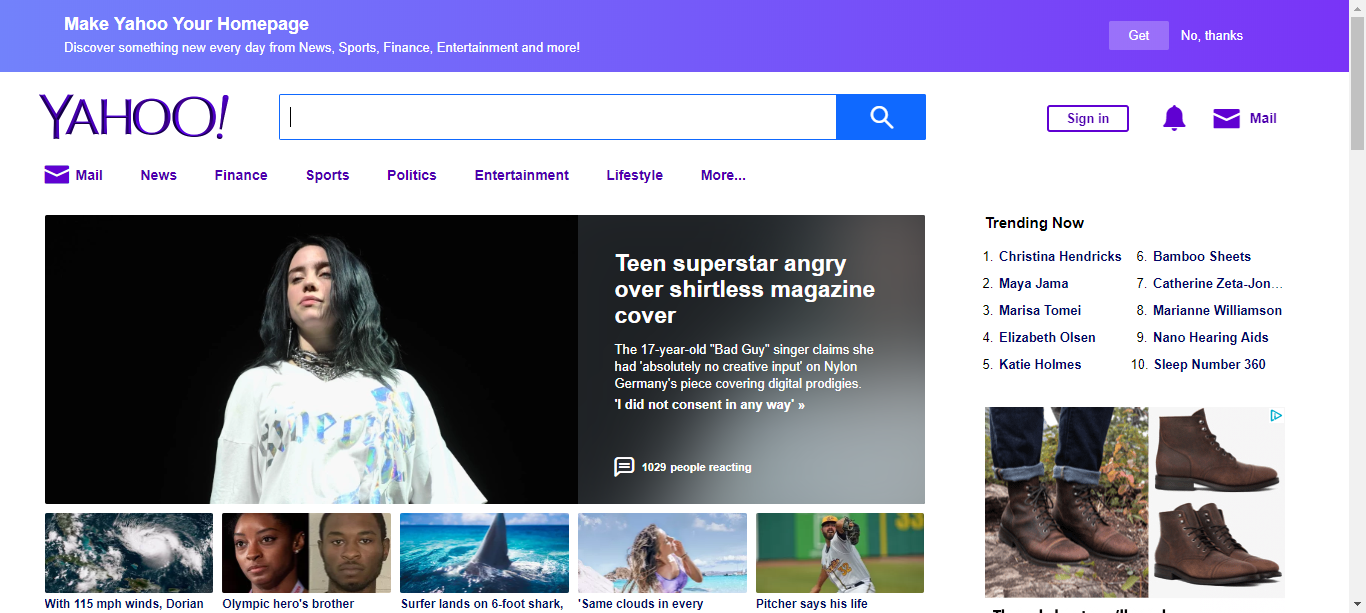 Make Yahoo Your Homepage
Discover something new every day from News, Sports, Finance, Entertainment and more!
Get
No, thanks
YAHOO!
Sign in
Mail
Mail
News
Finance
Sports
Politics
Entertainment
Lifestyle
More...
Teen superstar angry
over shirtless magazine
cover
The 17-year-old "Bad Guy" singer claims she
had 'absolutely no creative input' on Nylon
Germany's piece covering digital prodigies.
'I did not consent in any way' »
1029 people reacting
With 115 mph winds, Dorian
Olympic hero's brother
Surfer lands on 6-foot shark,
'Same clouds in every
Pitcher says his life
Trending Now
1. Christina Hendricks
2. Maya Jama
3. Marisa Tomei
4. Elizabeth Olsen
5. Katie Holmes
6. Bamboo Sheets
7. Catherine Zeta-Jon...
8. Marianne Williamson
9. Nano Hearing Aids
10. Sleep Number 360